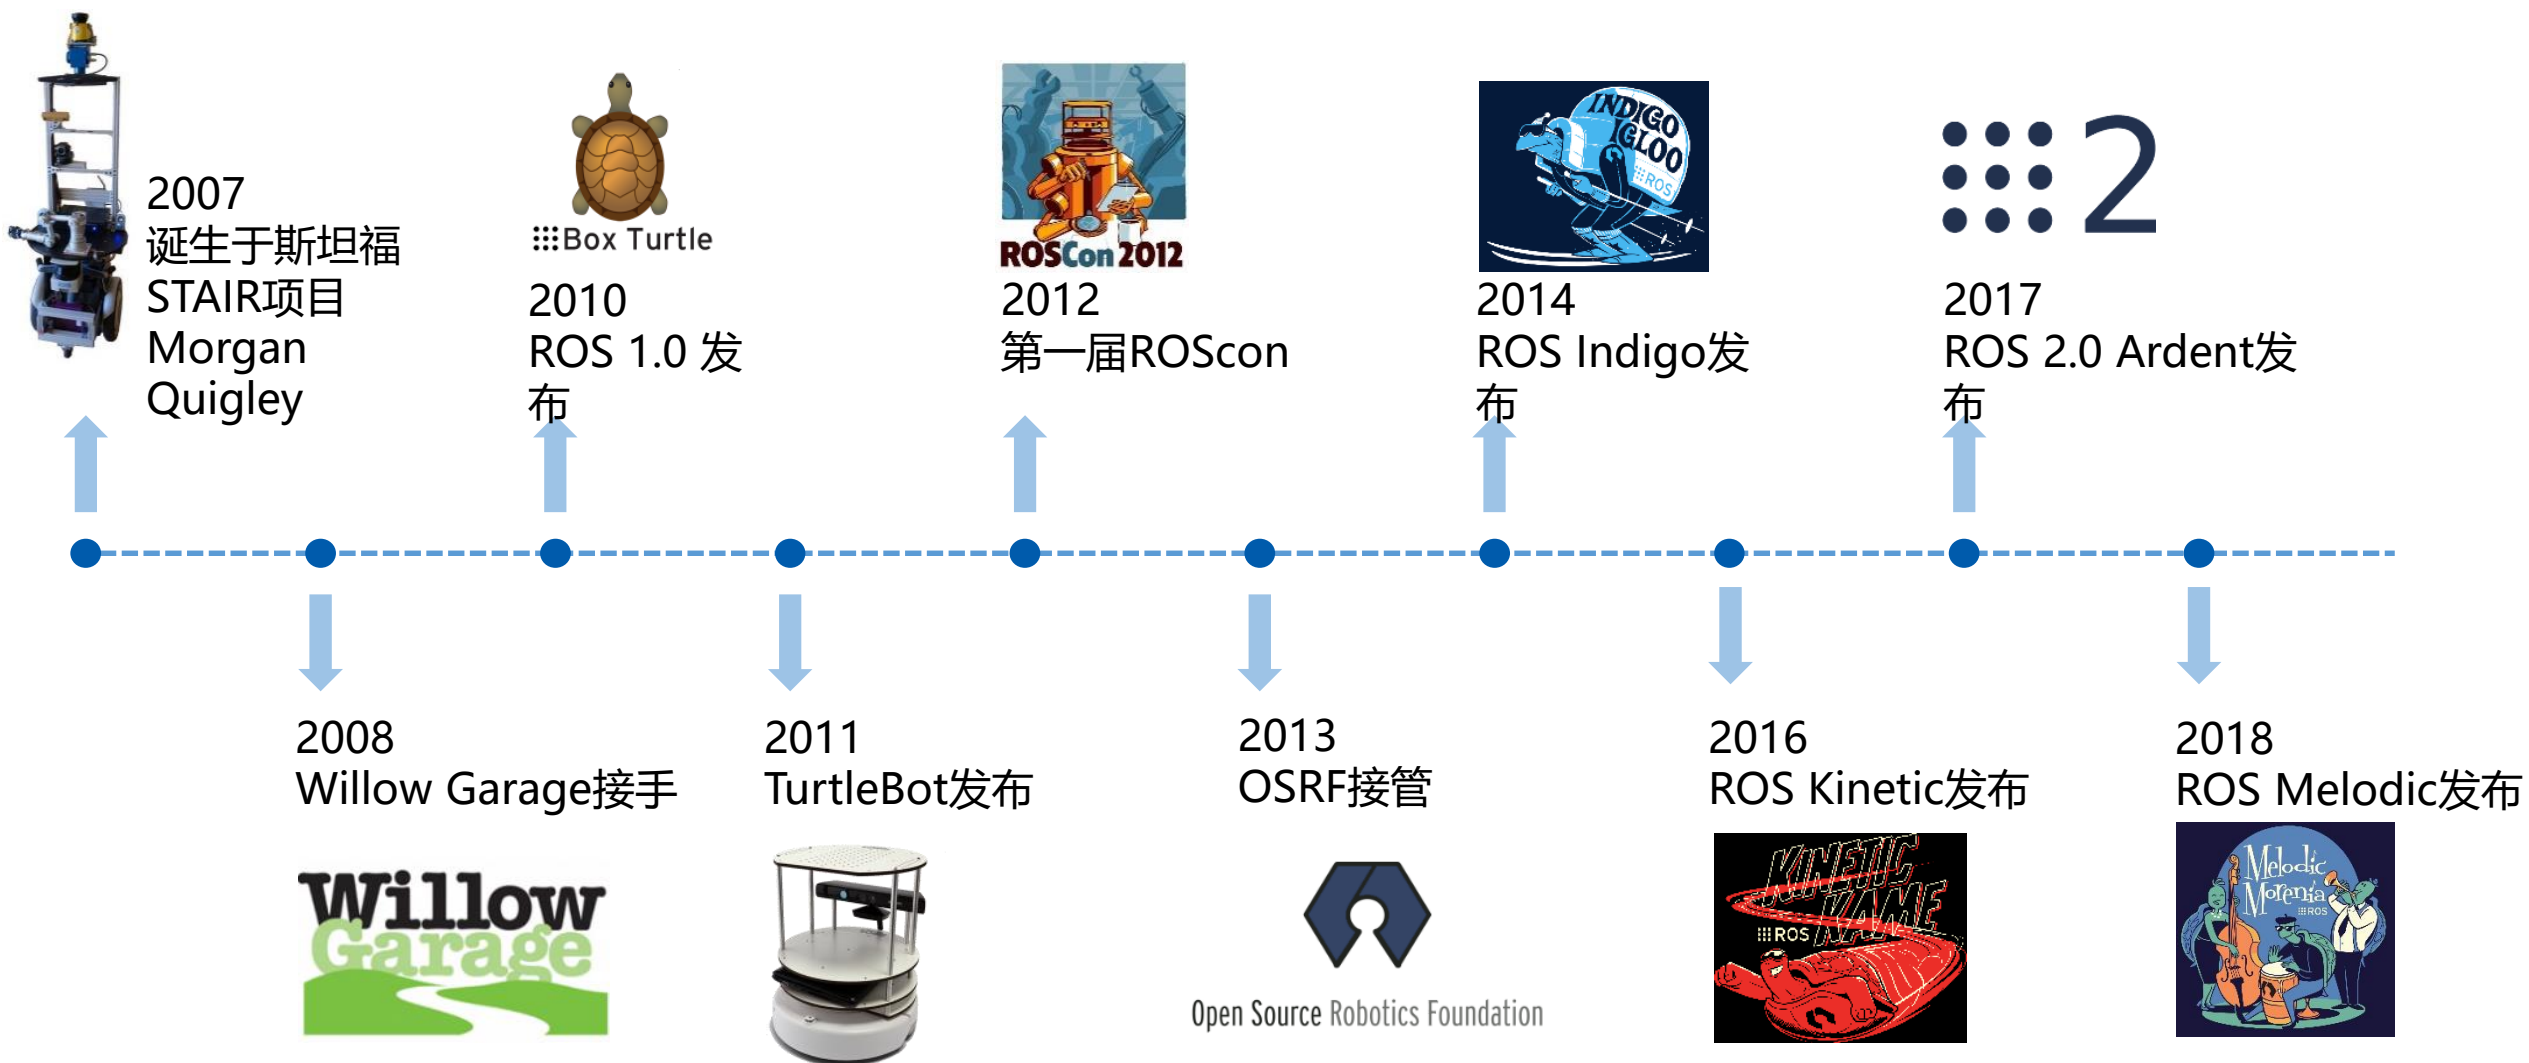 2007
诞生于斯坦福
STAIR项目
Morgan
Quigley
Box Turtle
2010
ROS 1.0 发
布
ROSCon 2012
2012
第一届ROScon
INDIGO
IGLOO
ROS
2014
ROS Indigo发
布
2
2017
ROS 2.0 Ardent发
布
2008
Willow Garage接手
Willow
Garage
2011
TurtleBot发布
2013
OSRF接管
Open Source Robotics Foundation
2016
ROS Kinetic发布
KINETIC
KAME
ROS
2018
ROS Melodic发布
Melodic
Morenia
ROS